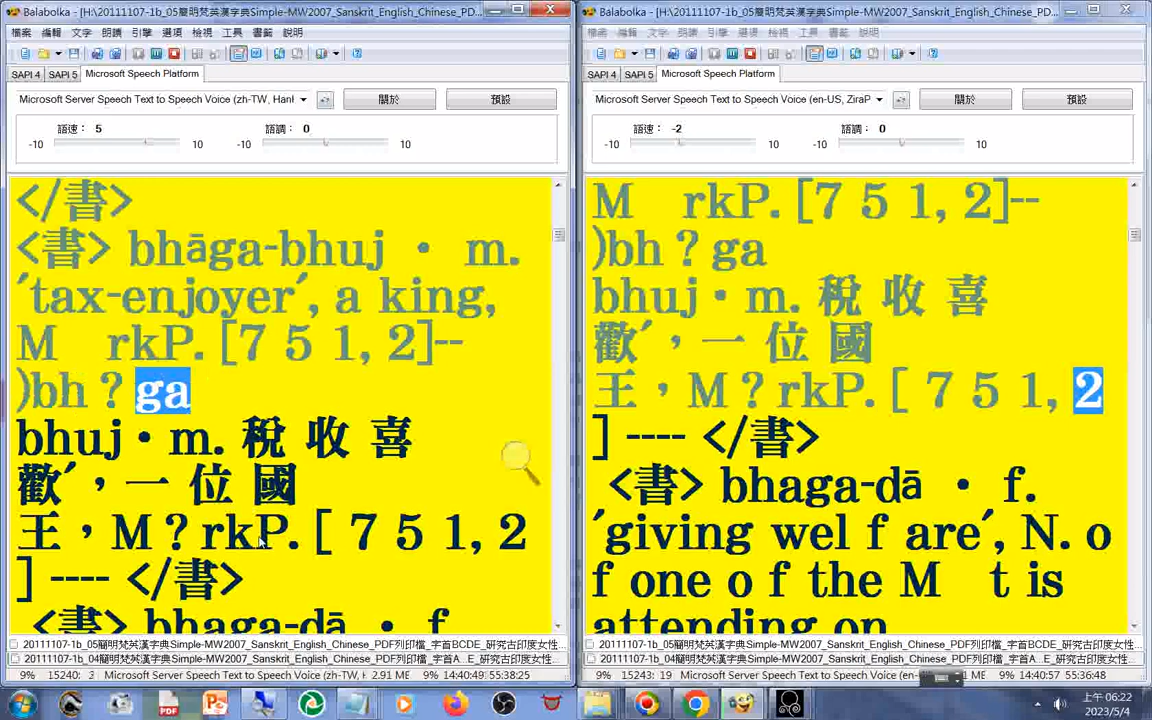 Balabolka - [H:\20111107-1b_05簡明梵英漢字典Simple-MW2007_Sanskrit_English_Chinese_PD...
檔案 編輯 文字 朗讀 引擎 選項 檢視 工具 書籤 說明
SAPI 4 SAPI 5 Microsoft Speech Platform
Microsoft Server Speech Text to Speech Voice (zh-TW, HanH 關於 預設
語速： 5 語調： 0
-10 10 -10 10
</書>
<書> bhāga-bhuj • m.
'tax-enjoyer', a king,
M rkP. [7 5 1, 2]--
)bh ? ga
bhuj • m. 稅 收 喜
歡'，一 位 國
王，M ? rkP. [ 7 5 1, 2
] ---- </書>
<書> bhaga-dā • f.
20111107-1b_05簡明梵英漢字典Simple-MW2007_Sanskrit_English_Chinese_PDF列印檔_字首BCDE_研究古印度女性...
20111107-1b_04簡明梵英漢字典Simple-MW2007_Sanskrit_English_Chinese_PDF列印檔_字首A...E_研究古印度女性...
9% 15240: 2.91 ME 9% 14:40:49 55:38:25 Microsoft Server Speech Text to Speech Voice (zh-TW, H
Balabolka - [H:\20111107-1b_05簡明梵英漢字典Simple-MW2007_Sanskrit_English_Chinese_PD...
檔案 編輯 文字 朗讀 引擎 選項 檢視 工具 書籤 說明
SAPI 4 SAPI 5 Microsoft Speech Platform
Microsoft Server Speech Text to Speech Voice (en-US, ZiraP 關於 預設
語速： -2 語調： 0
-10 10 -10 10
M rkP. [7 5 1, 2]--
)bh ? ga
bhuj • m. 稅 收 喜
歡'，一 位 國
王，M ? rkP. [ 7 5 1, 2
] ---- </書>
<書> bhaga-dā • f.
'giving wel f are', N. o
f one o f the M t is
attending on
20111107-1b_05簡明梵英漢字典Simple-MW2007_Sanskrit_English_Chinese_PDF列印檔_字首BCDE_研究古印度女性...
20111107-1b_04簡明梵英漢字典Simple-MW2007_Sanskrit_English_Chinese_PDF列印檔_字首A...E_研究古印度女性...
9% 15243: 9% 14:40:57 55:36:48 Microsoft Server Speech Text to Speech Voice (en-US
上午 06:22
2023/5/4